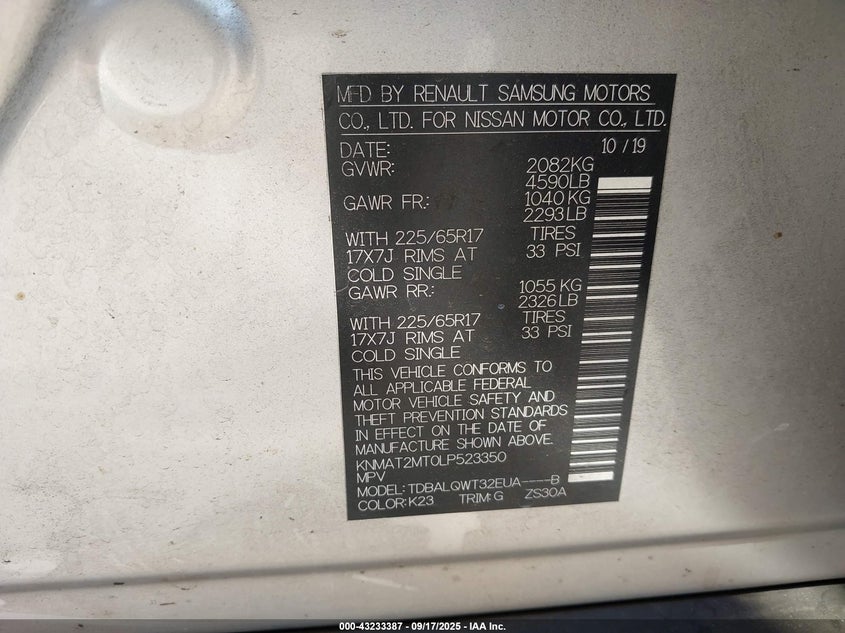 MFD BY RENAULT SAMSUNG MOTORS
CO., LTD. FOR NISSAN MOTOR CO., LTD.
DATE: 10 / 19
GVWR: 2082KG
4590LB
GAWR FR.: 1040 KG
2293LB
WITH 225/65R17 TIRES
17X7J RIMS AT 33 PSI
COLD SINGLE
GAWR RR.: 1055 KG
2326LB
WITH 225/65R17 TIRES
17X7J RIMS AT 33 PSI
COLD SINGLE
THIS VEHICLE CONFORMS TO
ALL APPLICABLE FEDERAL
MOTOR VEHICLE SAFETY AND
THEFT PREVENTION STANDARDS
IN EFFECT ON THE DATE OF
MANUFACTURE SHOWN ABOVE.
KNMAT2MT0LP523350
MPV
MODEL: TDBALQWT32EUA----B
COLOR: K23 TRIM: G ZS30A
000-43233387 - 09/17/2025 - IAA Inc.